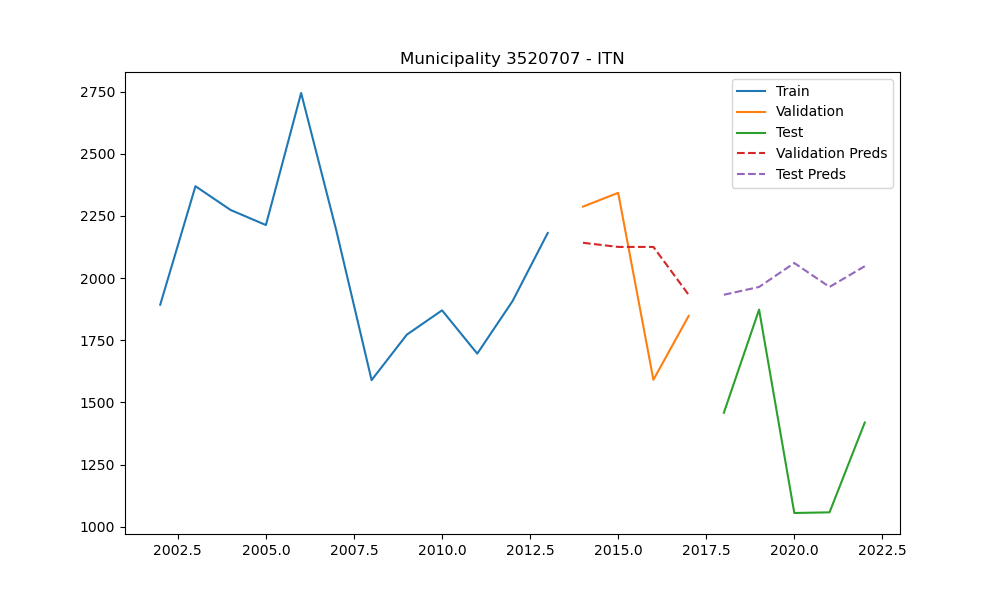 Municipality 3520707 - ITN
Train
Validation
Test
Validation Preds
Test Preds
2750
2500
2250
2000
1750
1500
1250
1000
2002.5 2005.0 2007.5 2010.0 2012.5 2015.0 2017.5 2020.0 2022.5